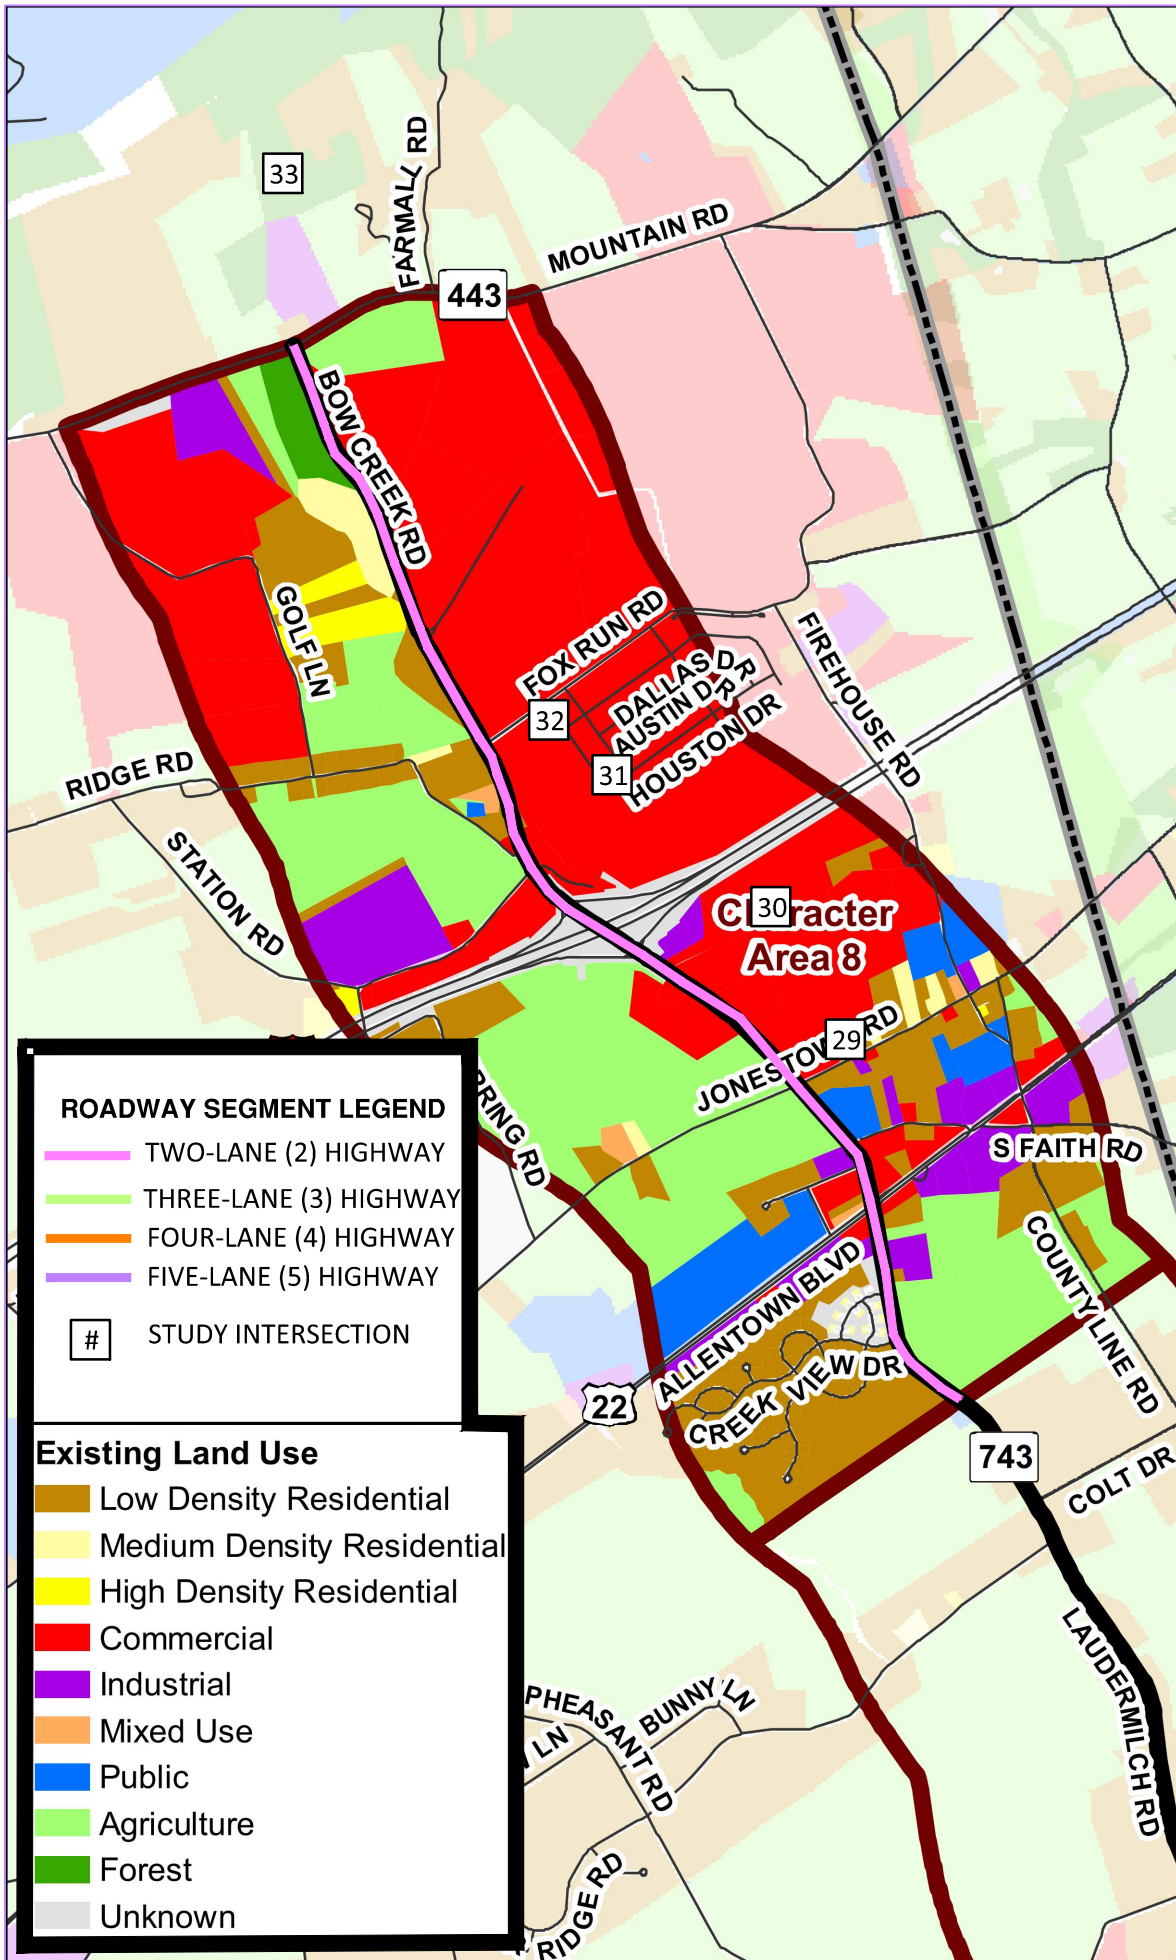 33
FARMALL RD
MOUNTAIN RD
443
BOW CREEK RD
GOLF LN
FOX RUN RD
DALLAS DR
AUSTIN DR
HOUSTON DR
FIREHOUSE RD
32
31
RIDGE RD
STATION RD
30
Character
Area 8
29
JONESTOWN RD
S FAITH RD
COUNTY LINE RD
ALLENTOWN BLVD
CREEK VIEW DR
22
743
COLT DR
LAUDERMILCH RD
PHEASANT RD
BUNNY LN
LN
RIDGE RD
ROADWAY SEGMENT LEGEND
TWO-LANE (2) HIGHWAY
THREE-LANE (3) HIGHWAY
FOUR-LANE (4) HIGHWAY
FIVE-LANE (5) HIGHWAY
# STUDY INTERSECTION
Existing Land Use
Low Density Residential
Medium Density Residential
High Density Residential
Commercial
Industrial
Mixed Use
Public
Agriculture
Forest
Unknown